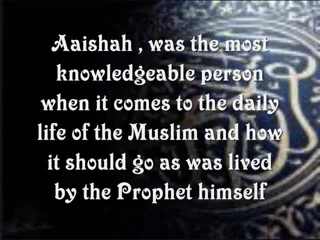 Aaishah , was the most
knowledgeable person
when it comes to the daily
life of the Muslim and how
it should go as was lived
by the Prophet himself